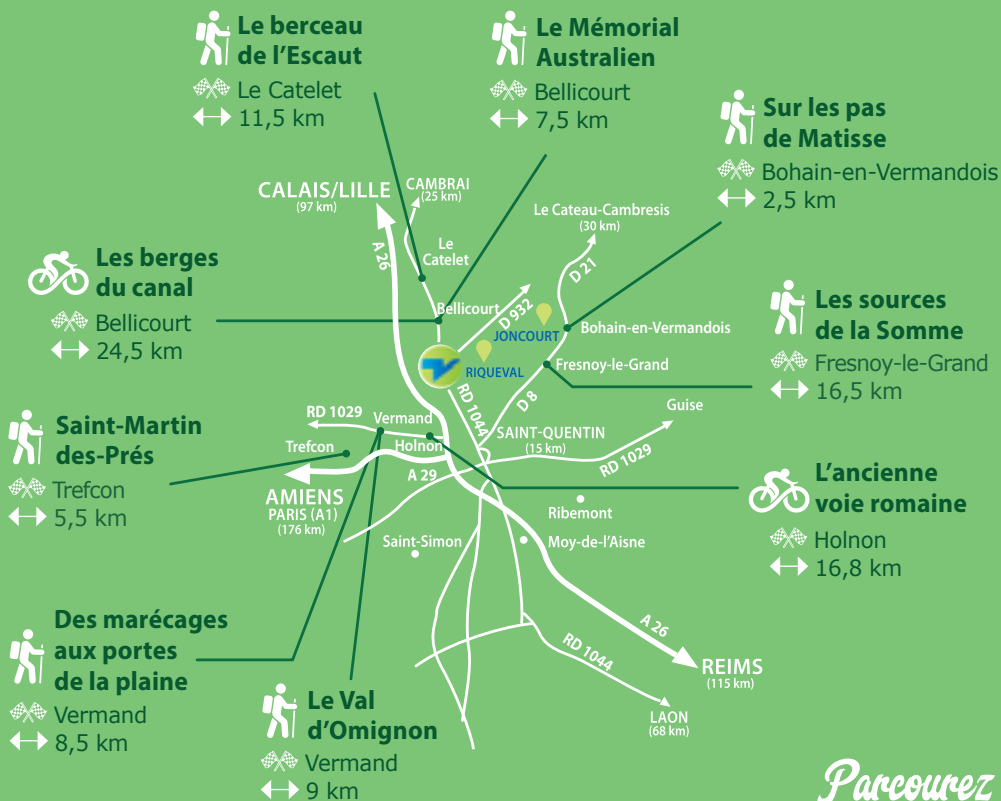 Le berceau
de l'Escaut
Le Catelet
11,5 km
Le Mémorial
Australien
Bellicourt
7,5 km
Sur les pas
de Matisse
Bohain-en-Vermandois
2,5 km
CALAIS/LILLE
(97 km)
CAMBRAI
(25 km)
Le Cateau-Cambresis
(30 km)
A 26
Le
Catelet
D 21
Les berges
du canal
Bellicourt
24,5 km
Bellicourt
D 932
JONCOURT
Bohain-en-Vermandois
RIQUEVAL
Fresnoy-le-Grand
Les sources
de la Somme
Fresnoy-le-Grand
16,5 km
RD 1044
D 8
Guise
Saint-Martin
des-Prés
Trefcon
5,5 km
RD 1029
Vermand
Trefcon
Holnon
SAINT-QUENTIN
(15 km)
RD 1029
A 29
AMIENS
PARIS (A1)
(176 km)
L'ancienne
voie romaine
Holnon
16,8 km
Ribemont
Saint-Simon
Moy-de-l'Aisne
A 26
Des marécages
aux portes
de la plaine
Vermand
8,5 km
Le Val
d'Omignon
Vermand
9 km
RD 1044
REIMS
(115 km)
LAON
(68 km)
Parcourez